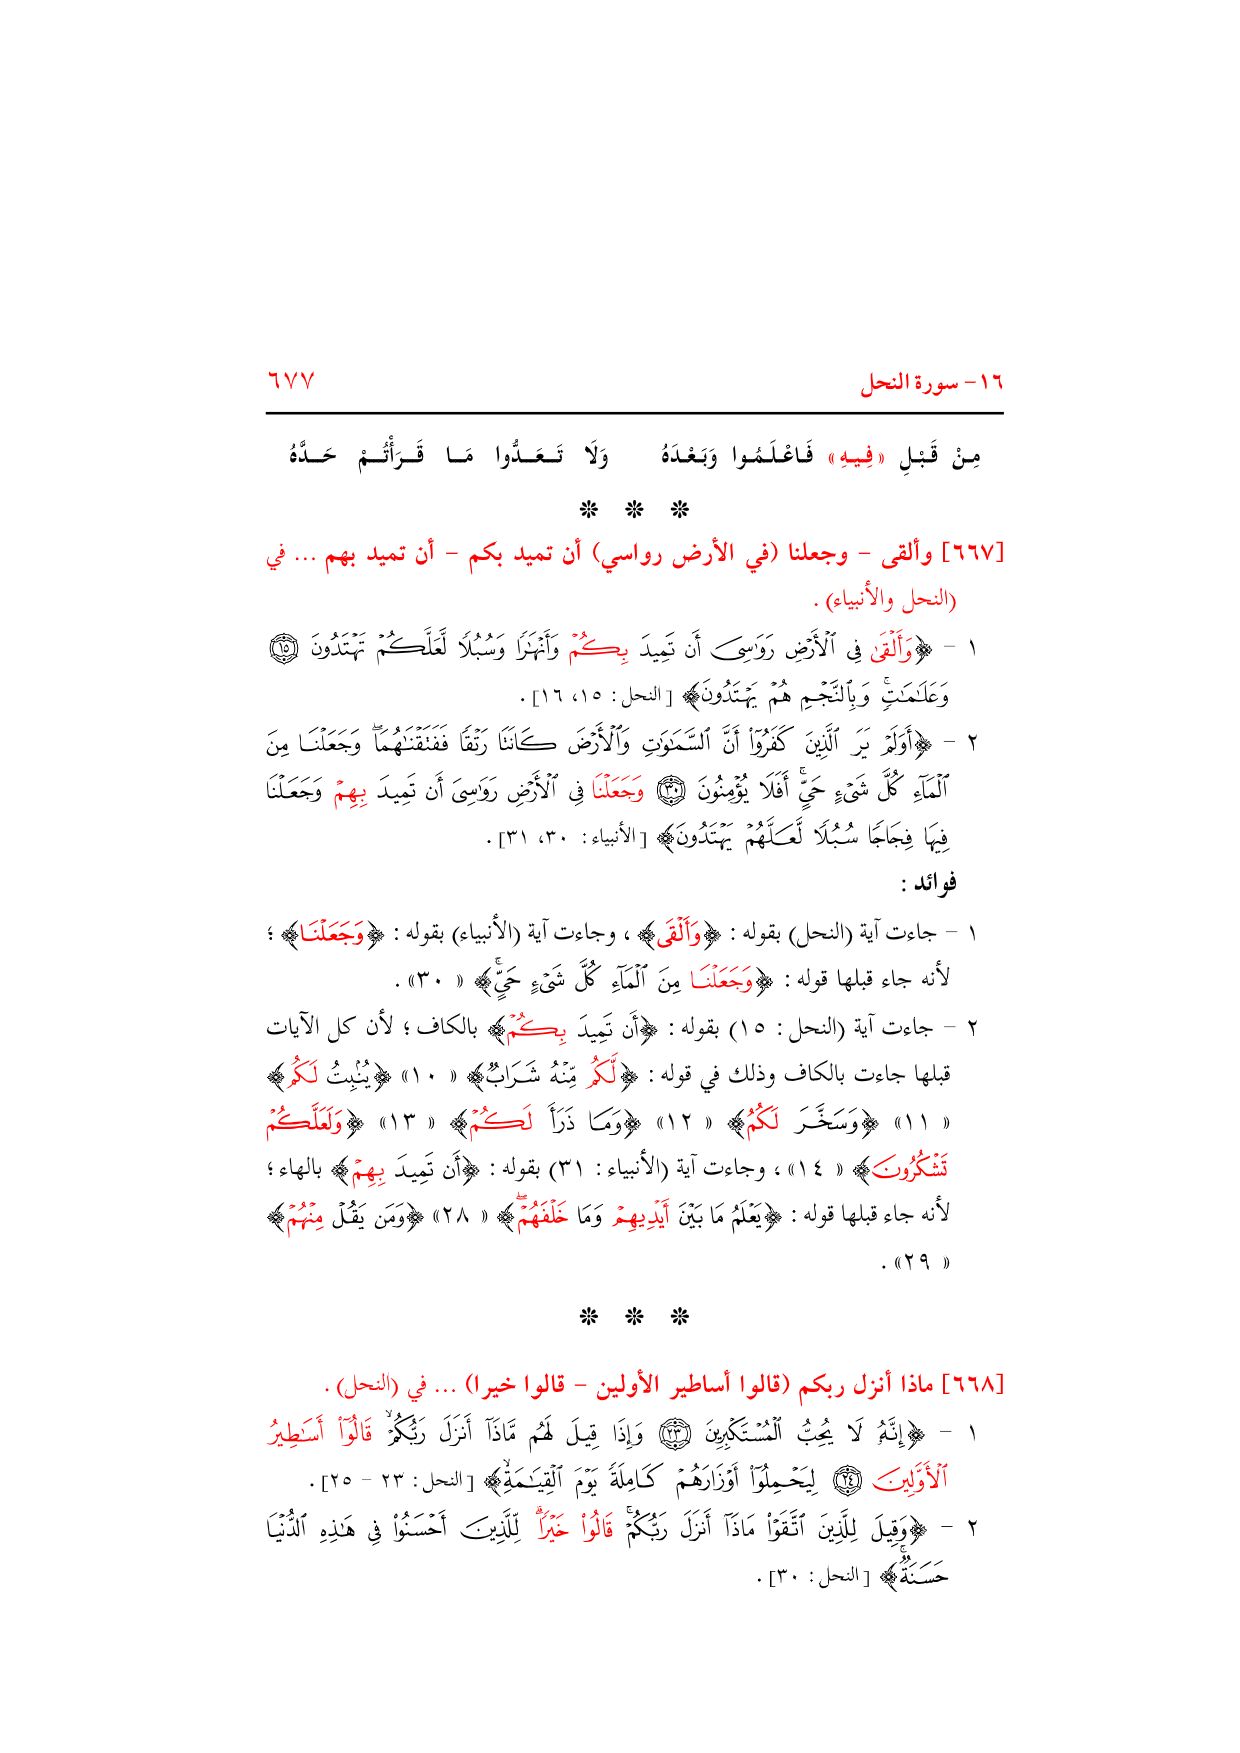 ١٦- سورة النحل ٦٧٧
مِنْ قَبْلِ «فِيهِ» فَاعْلَمُوا وَبَعْدَهُ وَلَا تَعَدُّوا مَا قَرَأْتُمْ حَدَّهُ
* * *
[٦٦٧] وألقى – وجعلنا (في الأرض رواسي) أن تميد بكم – أن تميد بهم ... في
(النحل والأنبياء) .
١ – ﴿وَأَلْقَىٰ فِي ٱلْأَرْضِ رَوَٰسِىَ أَن تَمِيدَ بِكُمْ وَأَنْهَٰرًا وَسُبُلًا لَّعَلَّكُمْ تَهْتَدُونَ ۝١٥
وَعَلَٰمَٰتٍۚ وَبِٱلنَّجْمِ هُمْ يَهْتَدُونَ﴾ [النحل: ١٥، ١٦] .
٢ – ﴿أَوَلَمْ يَرَ ٱلَّذِينَ كَفَرُوٓا۟ أَنَّ ٱلسَّمَٰوَٰتِ وَٱلْأَرْضَ كَانَتَا رَتْقًا فَفَتَقْنَٰهُمَاۖ وَجَعَلْنَا مِنَ
ٱلْمَآءِ كُلَّ شَىْءٍ حَىٍّۚ أَفَلَا يُؤْمِنُونَ ۝٣٠ وَجَعَلْنَا فِي ٱلْأَرْضِ رَوَٰسِىَ أَن تَمِيدَ بِهِمْ وَجَعَلْنَا
فِيهَا فِجَاجًا سُبُلًا لَّعَلَّهُمْ يَهْتَدُونَ﴾ [الأنبياء: ٣٠، ٣١] .
فوائد :
١ – جاءت آية (النحل) بقوله : ﴿وَأَلْقَى﴾ ، وجاءت آية (الأنبياء) بقوله : ﴿وَجَعَلْنَا﴾ ؛
لأنه جاء قبلها قوله : ﴿وَجَعَلْنَا مِنَ ٱلْمَآءِ كُلَّ شَىْءٍ حَىٍّۚ﴾ « ٣٠» .
٢ – جاءت آية (النحل : ١٥) بقوله : ﴿أَن تَمِيدَ بِكُمْ﴾ بالكاف ؛ لأن كل الآيات
قبلها جاءت بالكاف وذلك في قوله : ﴿لَّكُم مِّنْهُ شَرَابٌ﴾ « ١٠» ﴿يُنۢبِتُ لَكُم﴾
« ١١» ﴿وَسَخَّرَ لَكُمُ﴾ « ١٢» ﴿وَمَا ذَرَأَ لَكُمْ﴾ « ١٣» ﴿وَلَعَلَّكُمْ
تَشْكُرُونَ﴾ « ١٤» ، وجاءت آية (الأنبياء : ٣١) بقوله : ﴿أَن تَمِيدَ بِهِمْ﴾ بالهاء ؛
لأنه جاء قبلها قوله : ﴿يَعْلَمُ مَا بَيْنَ أَيْدِيهِمْ وَمَا خَلْفَهُمْۖ﴾ « ٢٨» ﴿وَمَن يَقُلْ مِنْهُمْ﴾
« ٢٩» .
* * *
[٦٦٨] ماذا أنزل ربكم (قالوا أساطير الأولين – قالوا خيرا) ... في (النحل) .
١ – ﴿إِنَّهُۥ لَا يُحِبُّ ٱلْمُسْتَكْبِرِينَ ۝٢٣ وَإِذَا قِيلَ لَهُم مَّاذَآ أَنزَلَ رَبُّكُمْۙ قَالُوٓا۟ أَسَٰطِيرُ
ٱلْأَوَّلِينَ ۝٢٤ لِيَحْمِلُوٓا۟ أَوْزَارَهُمْ كَامِلَةً يَوْمَ ٱلْقِيَٰمَةِۙ﴾ [النحل: ٢٣ – ٢٥] .
٢ – ﴿وَقِيلَ لِلَّذِينَ ٱتَّقَوْا۟ مَاذَآ أَنزَلَ رَبُّكُمْۚ قَالُوا۟ خَيْرًاۗ لِّلَّذِينَ أَحْسَنُوا۟ فِي هَٰذِهِ ٱلدُّنْيَا
حَسَنَةٌۚ﴾ [النحل: ٣٠] .